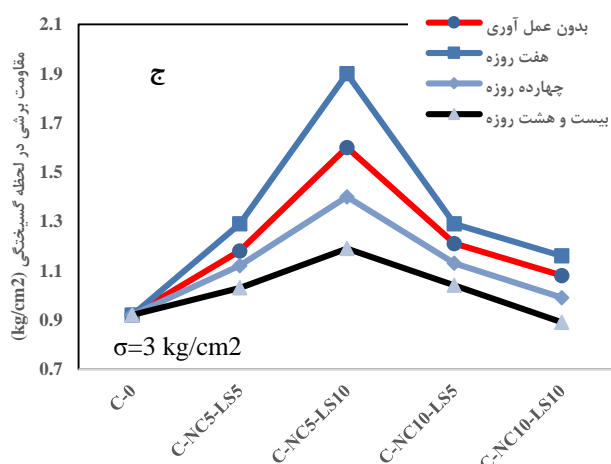 مقاومت برشی در لحظه گسیختگی (kg/cm2)
2.1
1.9
1.7
1.5
1.3
1.1
0.9
0.7
ج
بدون عمل آوری
هفت روزه
چهارده روزه
بیست و هشت روزه
σ=3 kg/cm2
C-0
C-NC5-LS5
C-NC5-LS10
C-NC10-LS5
C-NC10-LS10